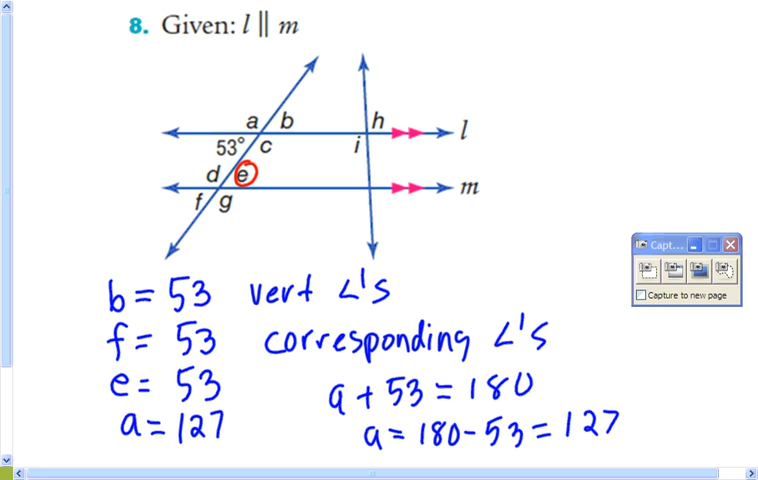 8. Given: l || m
a b h
l
53° c i
d e
m
f g
Capt...
Capture to new page
b = 53 vert ∠'s
f = 53 corresponding ∠'s
e = 53
a + 53 = 180
a = 127
a = 180 - 53 = 127